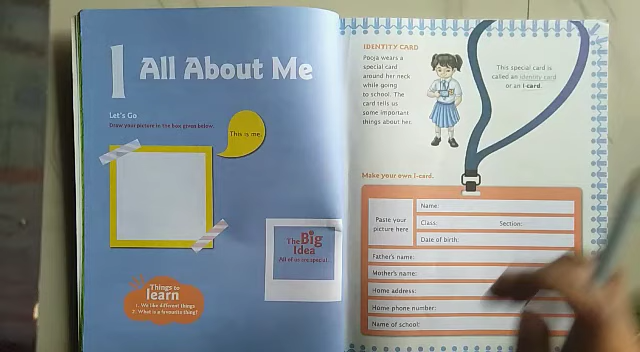 1 All About Me
Let's Go
Draw your picture in the box given below.
This is me.
The Big
Idea
All of us are special.
Things to
learn
1. We like different things
2. What is a favourite thing?
IDENTITY CARD
Pooja wears a
special card
around her neck
while going
to school. The
card tells us
some important
things about her.
This special card is
called an identity card
or an I-card.
Make your own I-card.
Paste your
picture here
Name:
Class: Section:
Date of birth:
Father's name:
Mother's name:
Home address:
Home phone number:
Name of school: